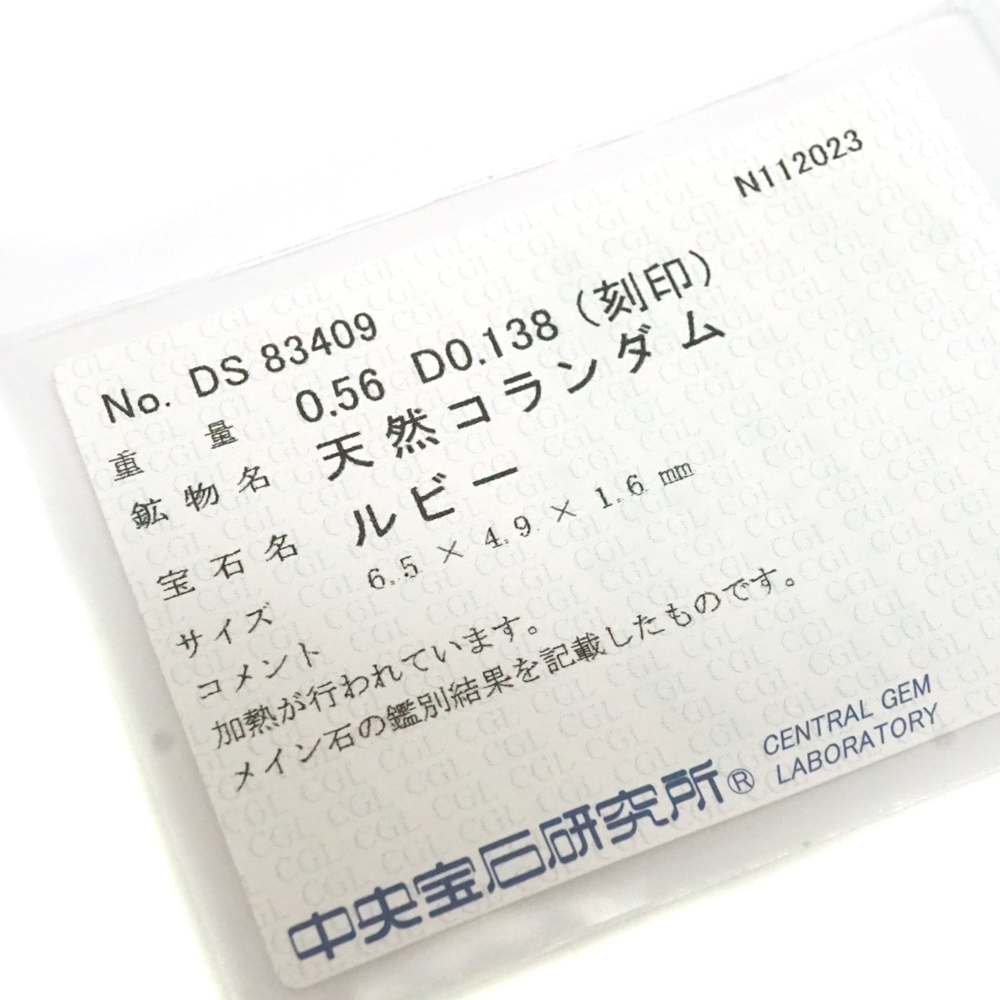 N112023
No. DS 83409
重量 0.56 D0.138 (刻印)
鉱物名 天然コランダム
宝石名 ルビー
サイズ 6.5 × 4.9 × 1.6 mm
コメント
加熱が行われています。
メイン石の鑑別結果を記載したものです。
中央宝石研究所® CENTRAL GEM
LABORATORY